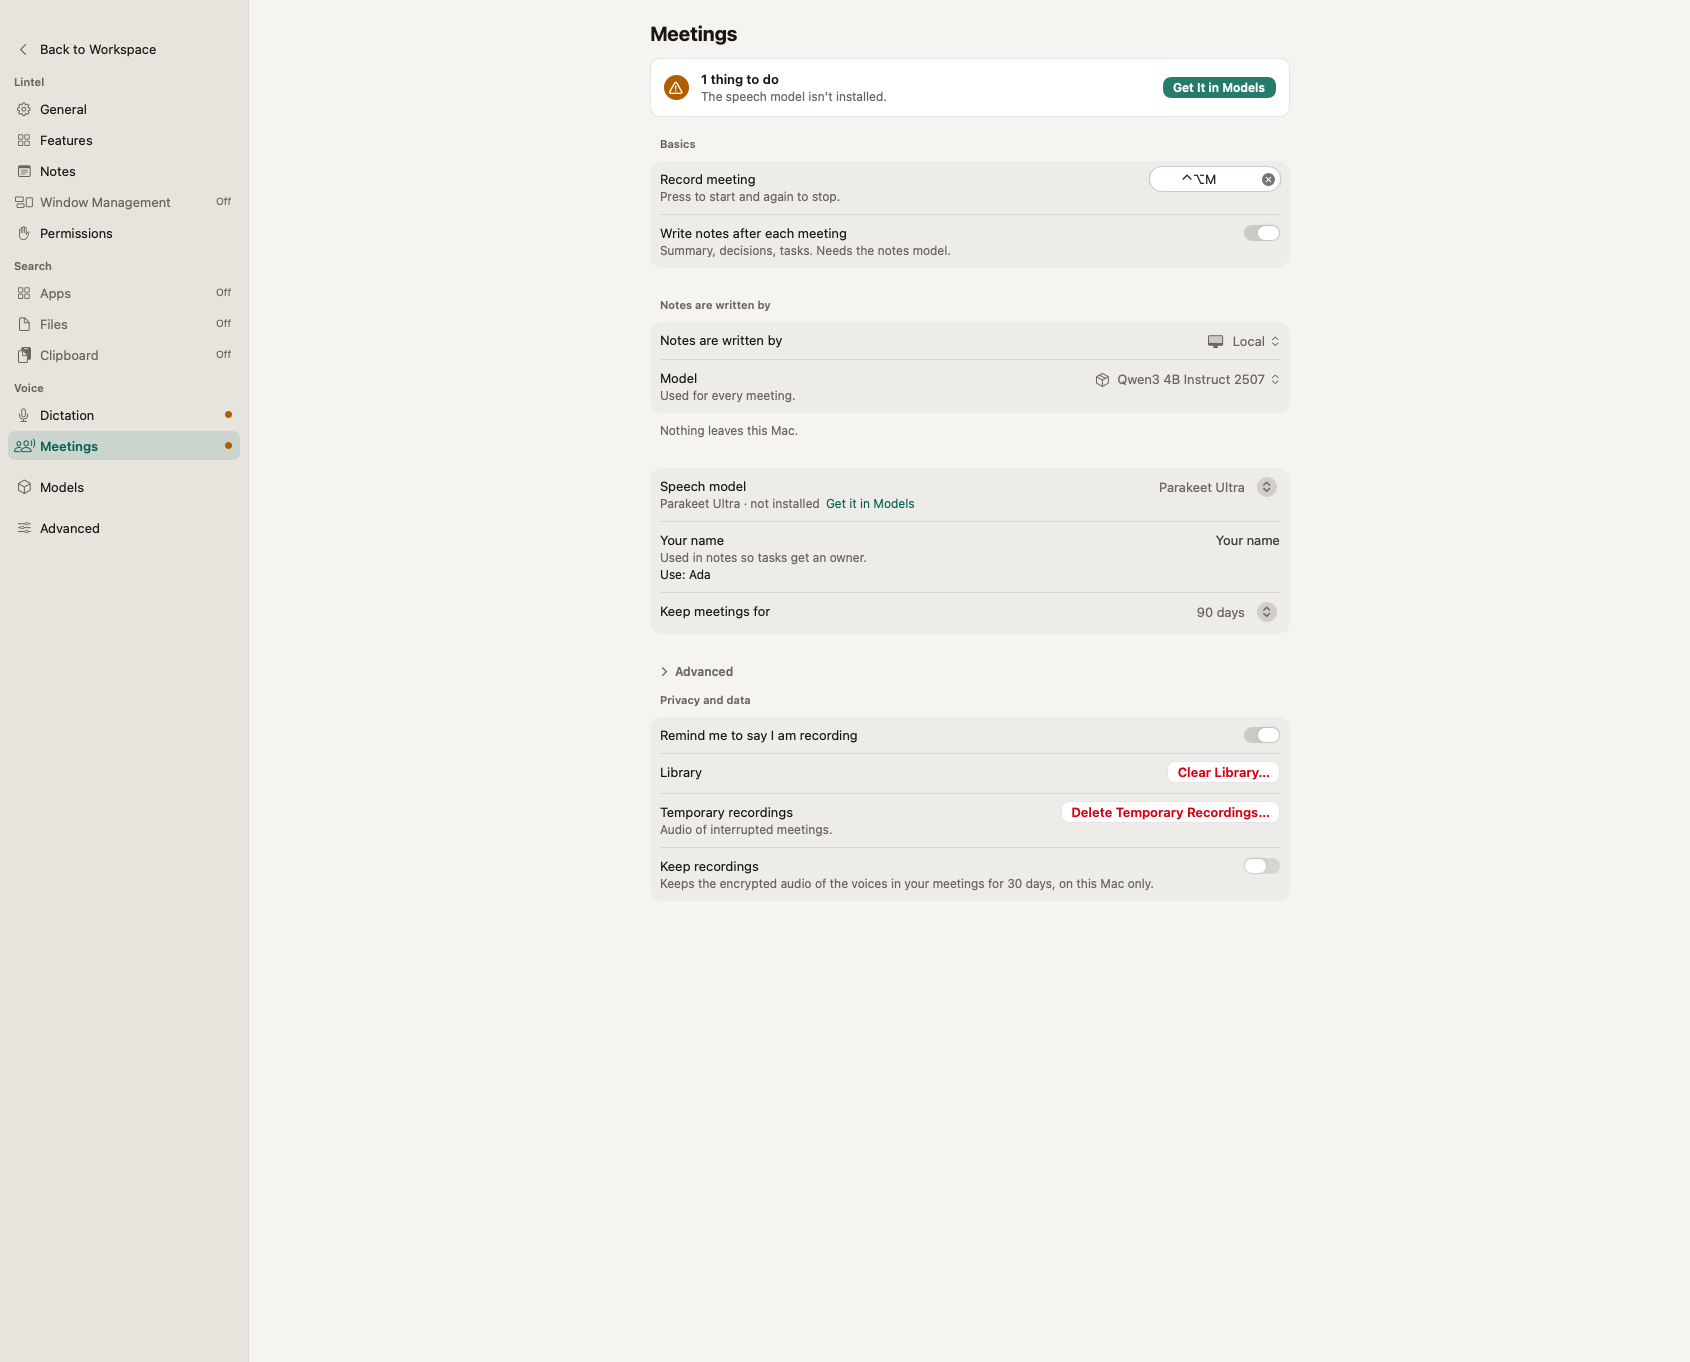 Back to Workspace
Lintel
General
Features
Notes
Window Management Off
Permissions
Search
Apps Off
Files Off
Clipboard Off
Voice
Dictation
Meetings
Models
Advanced
Meetings
1 thing to do
The speech model isn’t installed.
Get It in Models
Basics
Record meeting
^⌥M
Press to start and again to stop.
Write notes after each meeting
Summary, decisions, tasks. Needs the notes model.
Notes are written by
Notes are written by
Local
Model
Qwen3 4B Instruct 2507
Used for every meeting.
Nothing leaves this Mac.
Speech model
Parakeet Ultra
Parakeet Ultra · not installed Get it in Models
Your name
Your name
Used in notes so tasks get an owner.
Use: Ada
Keep meetings for
90 days
Advanced
Privacy and data
Remind me to say I am recording
Library
Clear Library...
Temporary recordings
Delete Temporary Recordings...
Audio of interrupted meetings.
Keep recordings
Keeps the encrypted audio of the voices in your meetings for 30 days, on this Mac only.